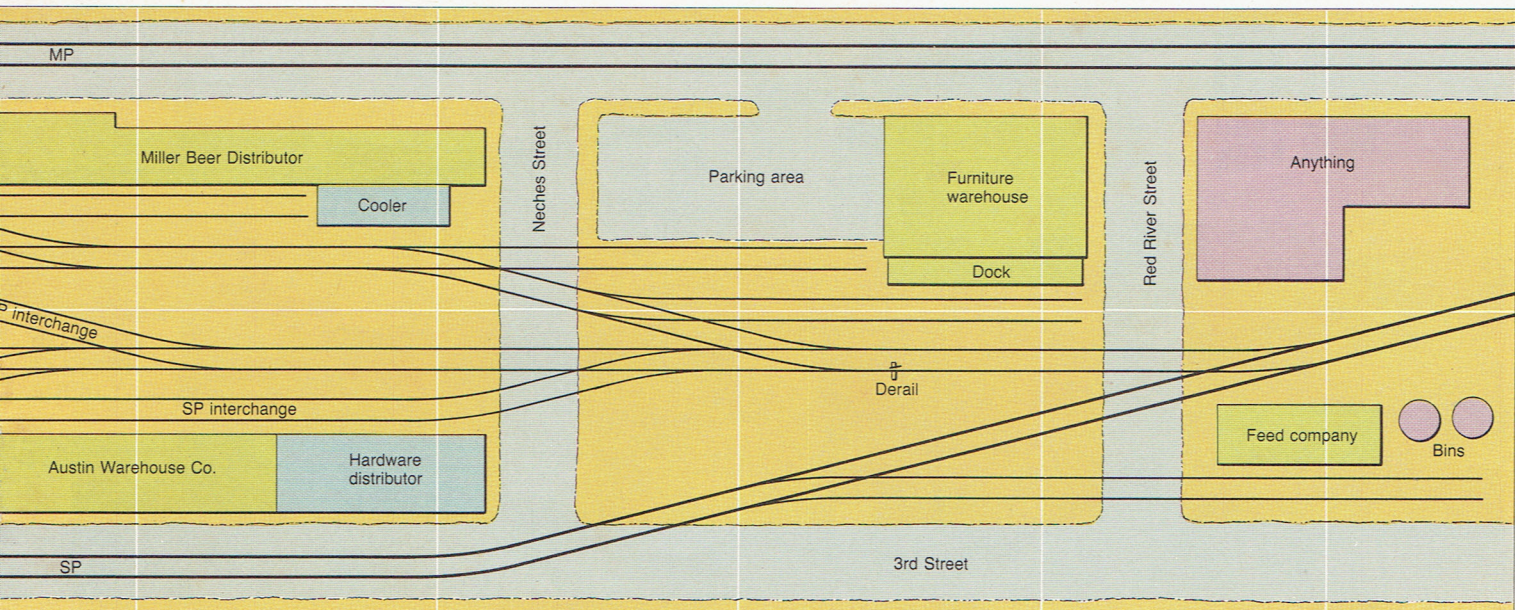 MP
Miller Beer Distributor
Cooler
Neches Street
Parking area
Furniture
warehouse
Dock
Red River Street
Anything
P interchange
SP interchange
Derail
Austin Warehouse Co.
Hardware
distributor
Feed company
Bins
SP
3rd Street